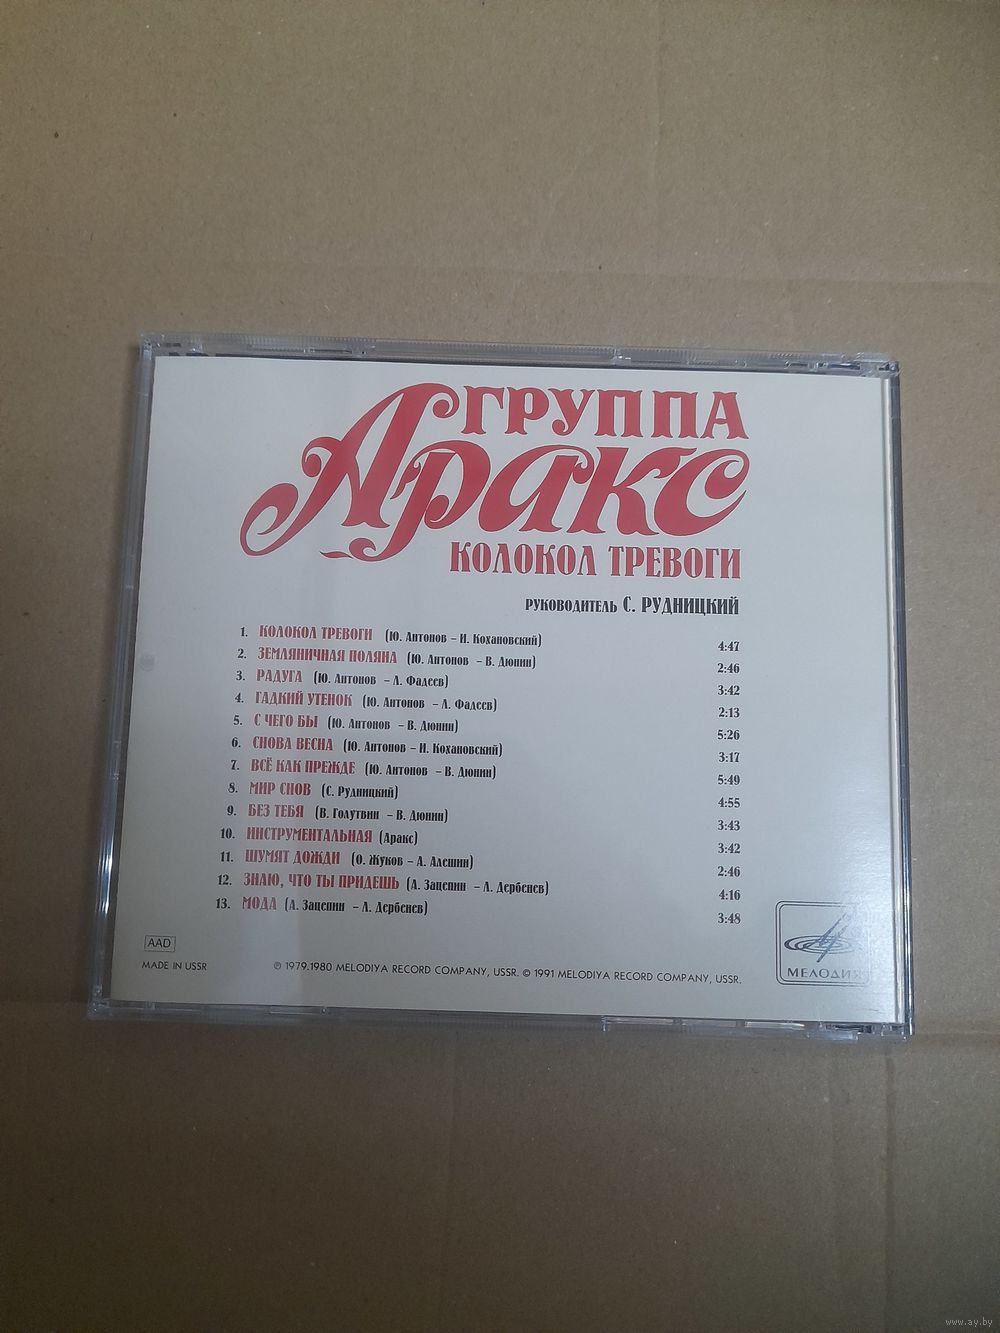 ГРУППА
Аракс
КОЛОКОЛ ТРЕВОГИ
РУКОВОДИТЕЛЬ С. РУДНИЦКИЙ
1. КОЛОКОЛ ТРЕВОГИ (Ю. Антонов – И. Кохановский) 4:47
2. ЗЕМЛЯНИЧНАЯ ПОЛЯНА (Ю. Антонов – В. Дюнин) 2:46
3. РАДУГА (Ю. Антонов – Л. Фадеев) 3:42
4. ГАДКИЙ УТЕНОК (Ю. Антонов – Л. Фадеев) 2:13
5. С ЧЕГО БЫ (Ю. Антонов – В. Дюнин) 5:26
6. СНОВА ВЕСНА (Ю. Антонов – И. Кохановский) 3:17
7. ВСЁ КАК ПРЕЖДЕ (Ю. Антонов – В. Дюнин) 5:49
8. МИР СНОВ (С. Рудницкий) 4:55
9. БЕЗ ТЕБЯ (В. Голутвин – В. Дюнин) 3:43
10. ИНСТРУМЕНТАЛЬНАЯ (Аракс) 3:42
11. ШУМЯТ ДОЖДИ (О. Жуков – А. Алешин) 2:46
12. ЗНАЮ, ЧТО ТЫ ПРИДЕШЬ (А. Зацепин – Л. Дербенев) 4:16
13. МОДА (А. Зацепин – Л. Дербенев) 3:48
AAD
MADE IN USSR
℗ 1979.1980 MELODIYA RECORD COMPANY, USSR. © 1991 MELODIYA RECORD COMPANY, USSR.
МЕЛОДИЯ
www.ay.by